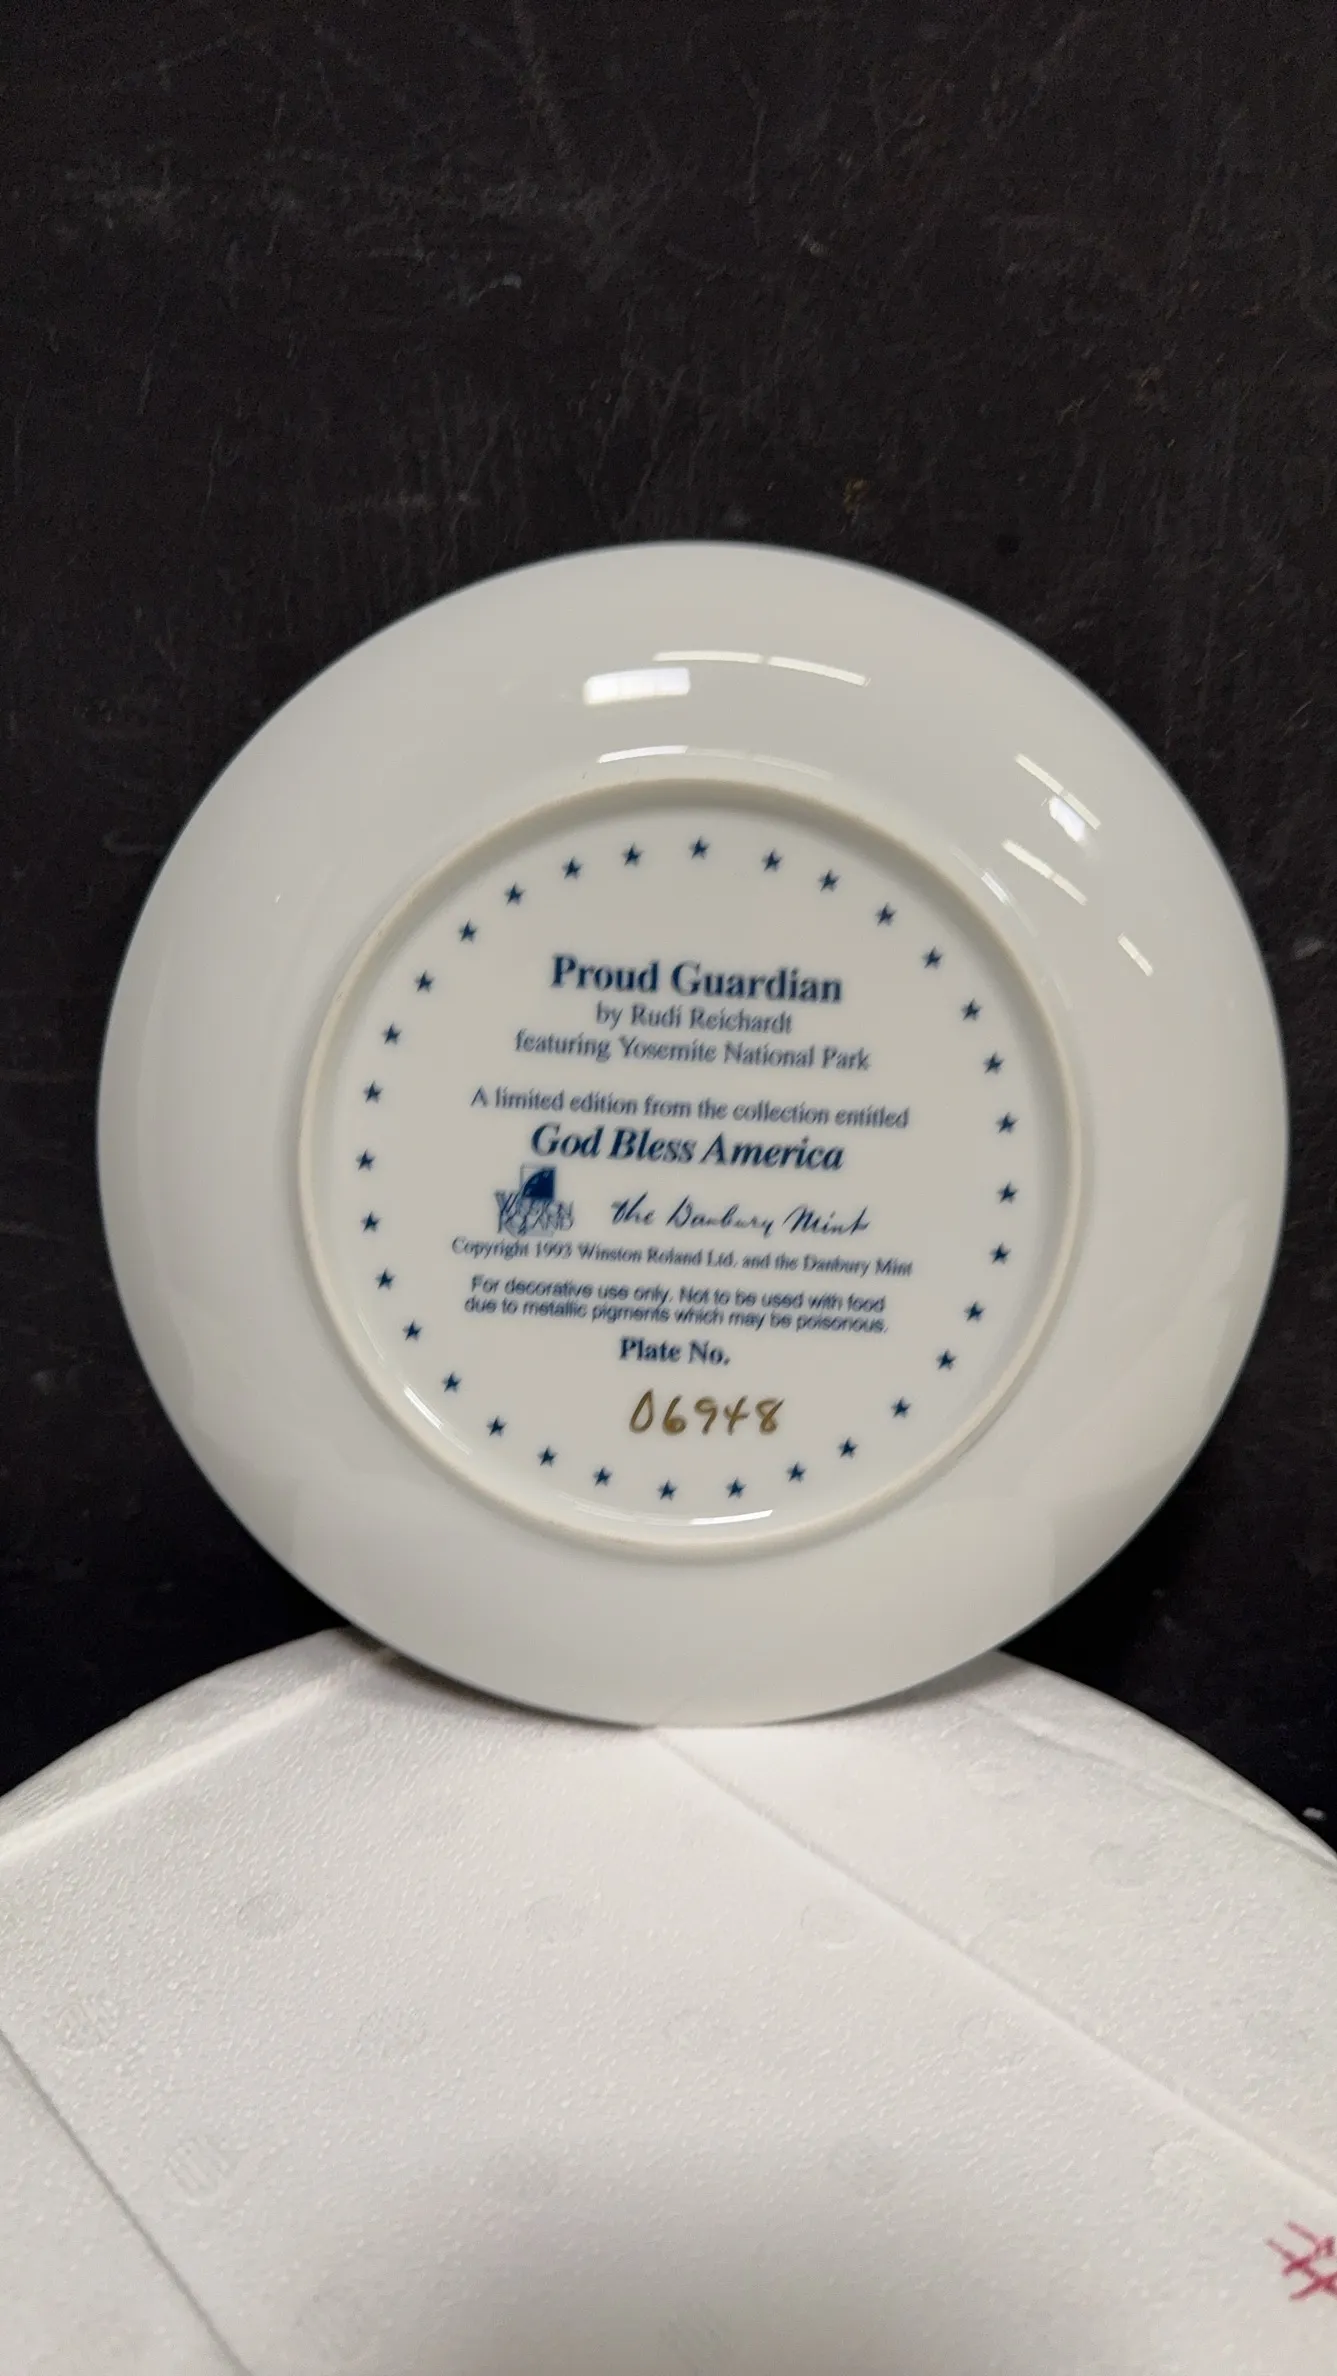 Proud Guardian
by Rudi Reichardt
featuring Yosemite National Park
A limited edition from the collection entitled
God Bless America
WINSTON
ROLAND
The Danbury Mint
Copyright 1993 Winston Roland Ltd. and the Danbury Mint
For decorative use only. Not to be used with food
due to metallic pigments which may be poisonous.
Plate No.
06948